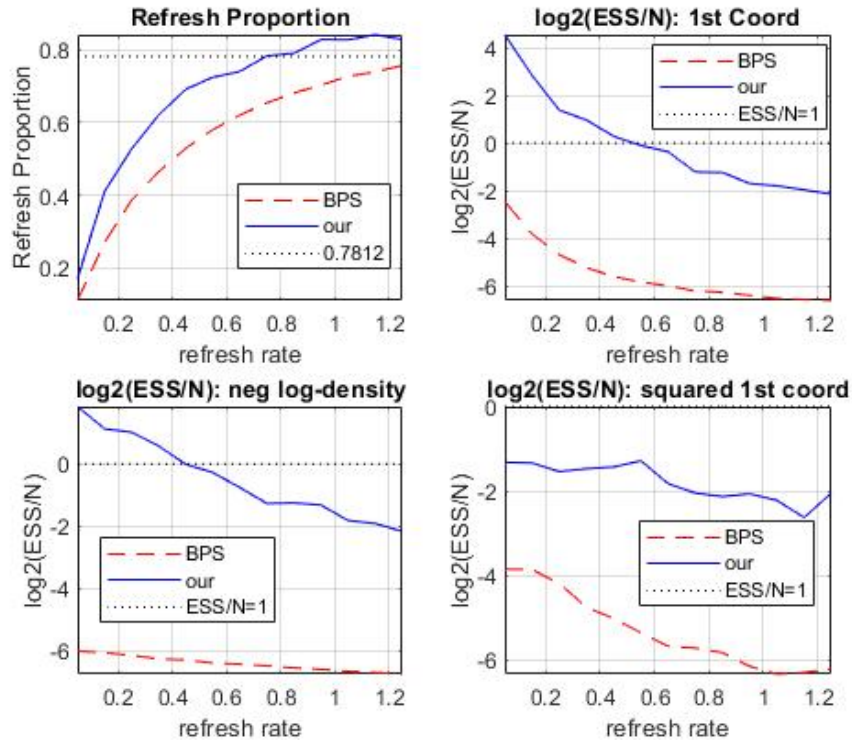 Refresh Proportion
Refresh Proportion
0.8
0.6
0.4
0.2
BPS
our
0.7812
0.2 0.4 0.6 0.8 1 1.2
refresh rate
log2(ESS/N): 1st Coord
log2(ESS/N)
4
2
0
-2
-4
-6
BPS
our
ESS/N=1
0.2 0.4 0.6 0.8 1 1.2
refresh rate
log2(ESS/N): neg log-density
log2(ESS/N)
0
-2
-4
-6
BPS
our
ESS/N=1
0.2 0.4 0.6 0.8 1 1.2
refresh rate
log2(ESS/N): squared 1st coord
log2(ESS/N)
0
-2
-4
-6
BPS
our
ESS/N=1
0.2 0.4 0.6 0.8 1 1.2
refresh rate